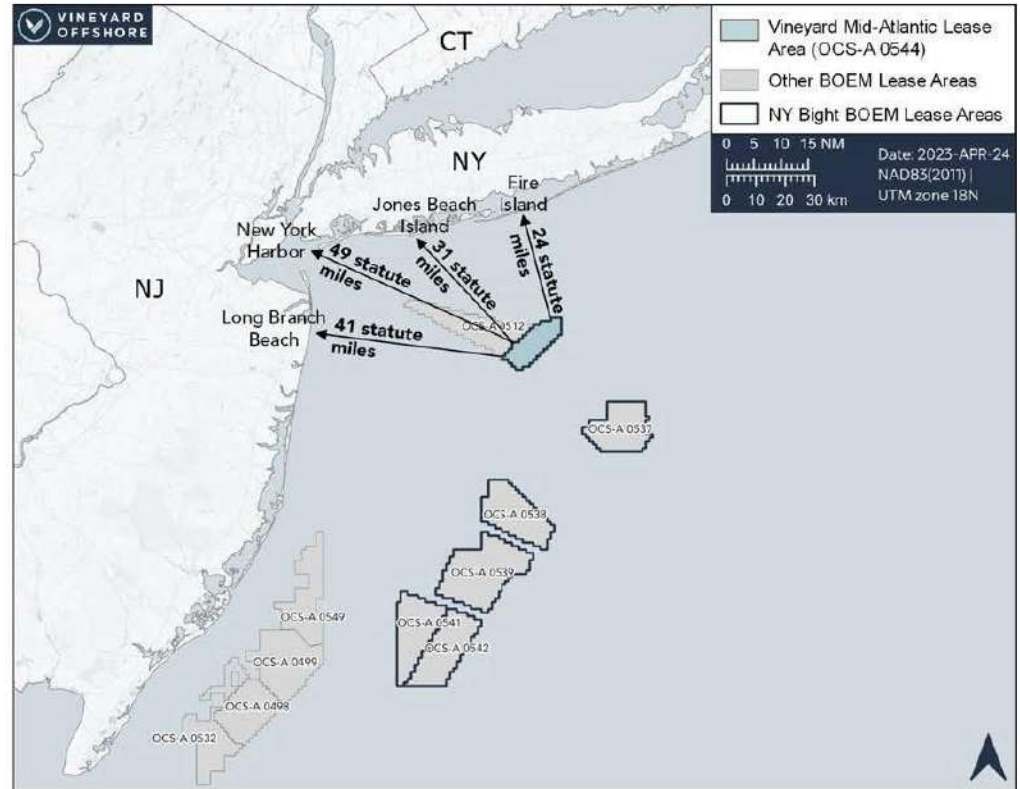 VINEYARD
OFFSHORE
CT
NY
NJ
Vineyard Mid-Atlantic Lease
Area (OCS-A 0544)
Other BOEM Lease Areas
NY Bight BOEM Lease Areas
0 5 10 15 NM
0 10 20 30 km
Date: 2023-APR-24
NAD83(2011) |
UTM zone 18N
Fire
Island
Jones Beach
Island
New York
Harbor
Long Branch
Beach
24 statute
miles
31 statute
miles
49 statute
miles
41 statute
miles
OCS-A 0512
OCS-A 0537
OCS-A 0538
OCS-A 0539
OCS-A 0541
OCS-A 0542
OCS-A 0549
OCS-A 0499
OCS-A 0498
OCS-A 0532